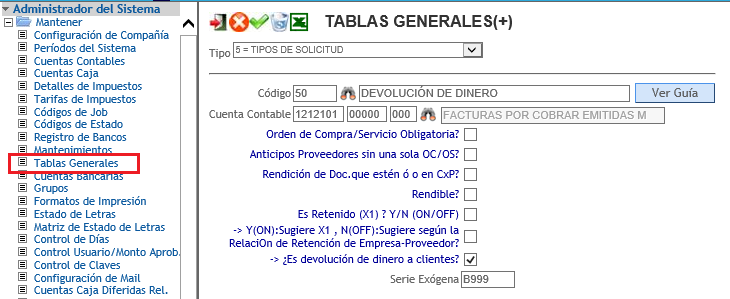 Administrador del Sistema
Mantener
Configuración de Compañía
Períodos del Sistema
Cuentas Contables
Cuentas Caja
Detalles de Impuestos
Tarifas de Impuestos
Códigos de Job
Códigos de Estado
Registro de Bancos
Mantenimientos
Tablas Generales
Cuentas Bancarias
Grupos
Formatos de Impresión
Estado de Letras
Matriz de Estado de Letras
Control de Días
Control Usuario/Monto Aprob.
Control de Claves
Configuración de Mail
Cuentas Caja Diferidas Rel.
TABLAS GENERALES(+)
Tipo 5 = TIPOS DE SOLICITUD
Código 50 DEVOLUCIÓN DE DINERO Ver Guía
Cuenta Contable 1212101 00000 000 FACTURAS POR COBRAR EMITIDAS M
Orden de Compra/Servicio Obligatoria?
Anticipos Proveedores sin una sola OC/OS?
Rendición de Doc.que estén ó o en CxP?
Rendible?
Es Retenido (X1) ? Y/N (ON/OFF)
-> Y(ON):Sugiere X1 , N(OFF):Sugiere según la
RelaciOn de Retención de Empresa-Proveedor?
-> ¿Es devolución de dinero a clientes?
Serie Exógena B999